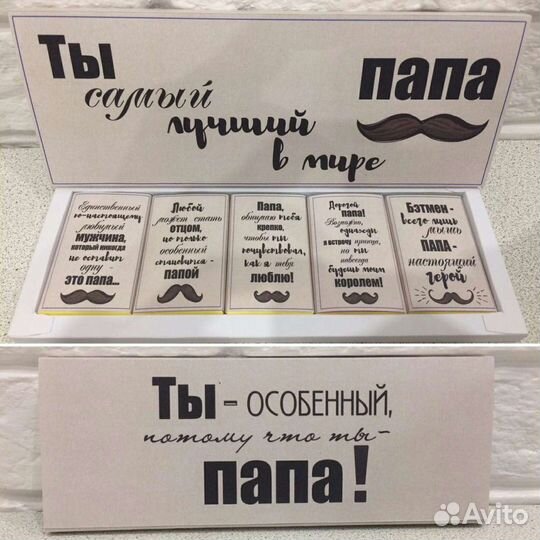 Ты папа
самый
лучший
в мире
Единственный
по-настоящему
любимый
мужчина,
который никогда
не оставит
одну -
это папа...
Любой
может стать
отцом,
но только
особенный
становится -
папой
Папа,
обнимаю тебя
крепко,
чтобы ты
почувствовал,
как я тебя
люблю!
Дорогой
папа!
Возможно,
однажды
я встречу принца,
но ты
навсегда
будешь моим
королем!
Бэтмен -
всего лишь
мышь
ПАПА -
настоящий
герой
Ты - ОСОБЕННЫЙ,
потому что ты -
папа!
Avito